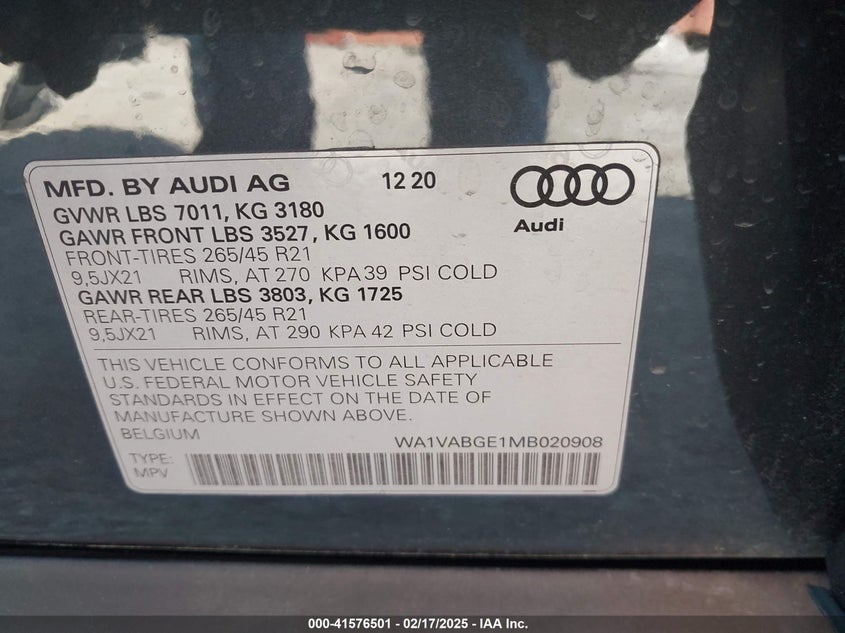 MFD. BY AUDI AG 12 20
GVWR LBS 7011, KG 3180
GAWR FRONT LBS 3527, KG 1600
FRONT-TIRES 265/45 R21
9,5JX21 RIMS, AT 270 KPA 39 PSI COLD
GAWR REAR LBS 3803, KG 1725
REAR-TIRES 265/45 R21
9,5JX21 RIMS, AT 290 KPA 42 PSI COLD
Audi
THIS VEHICLE CONFORMS TO ALL APPLICABLE
U.S. FEDERAL MOTOR VEHICLE SAFETY
STANDARDS IN EFFECT ON THE DATE OF
MANUFACTURE SHOWN ABOVE.
BELGIUM WA1VABGE1MB020908
TYPE:
MPV
000-41576501 - 02/17/2025 - IAA Inc.